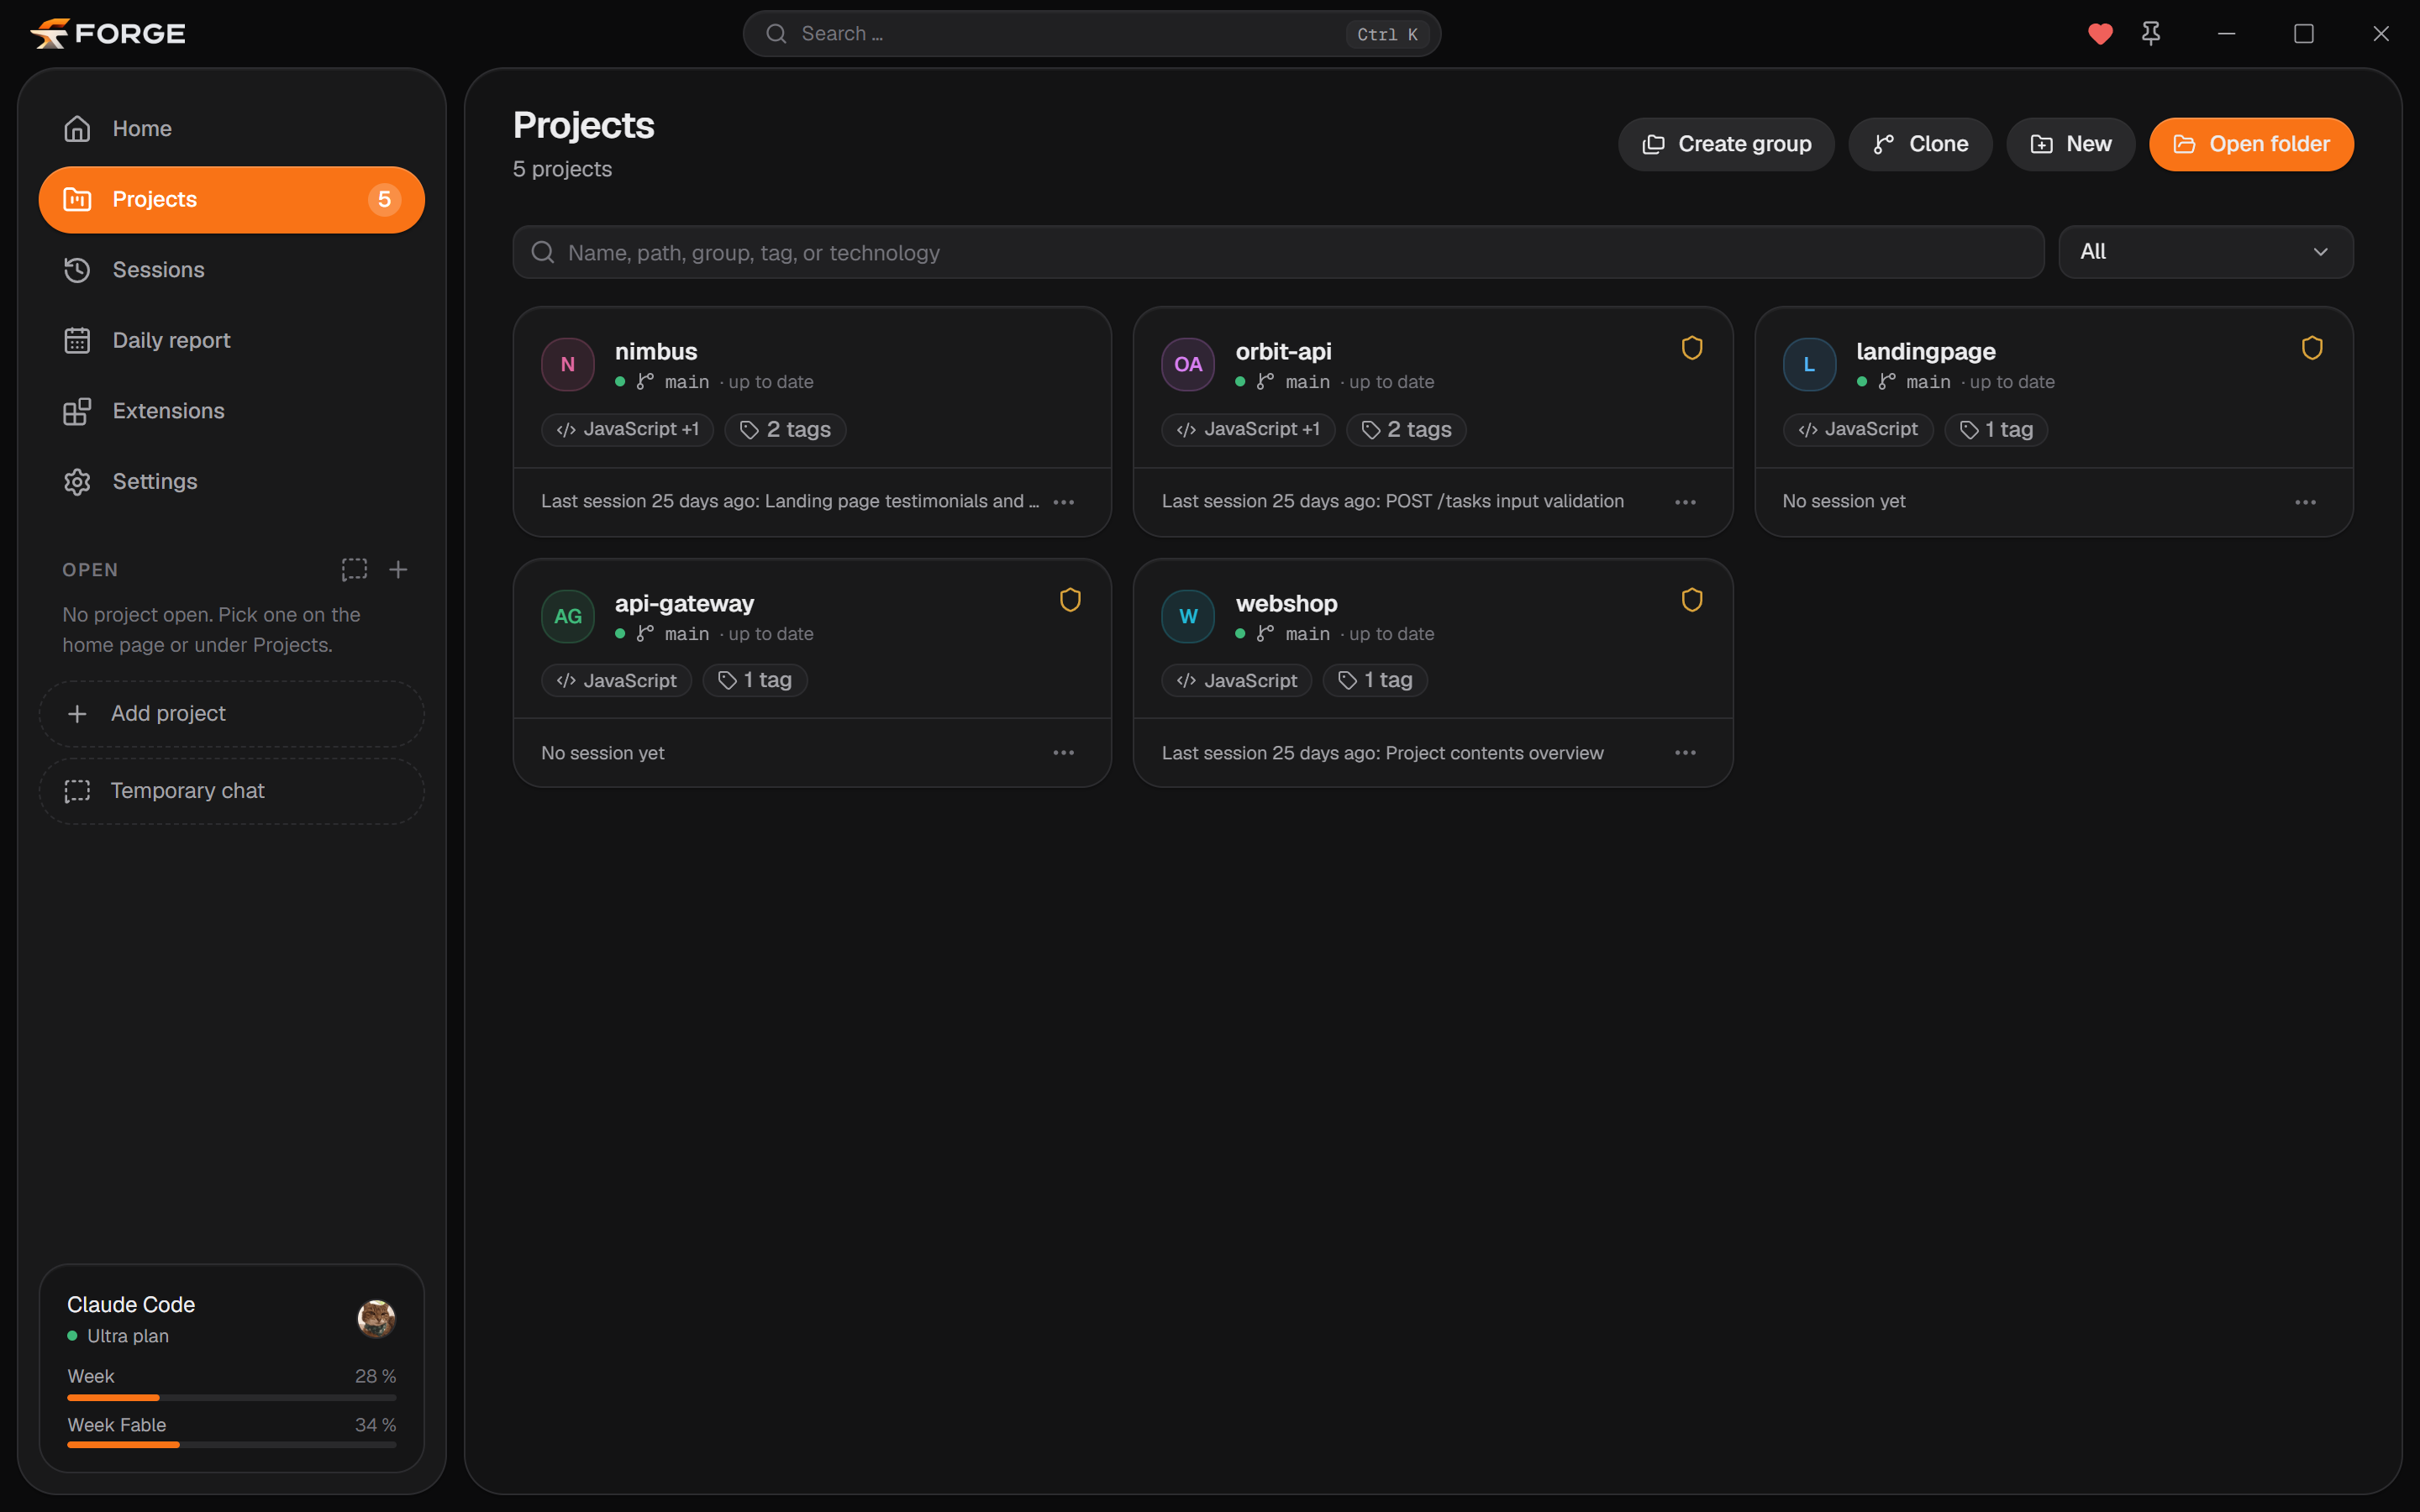 FORGE
Search ...
Ctrl K
Home
Projects
5
Sessions
Daily report
Extensions
Settings
OPEN
No project open. Pick one on the
home page or under Projects.
Add project
Temporary chat
Claude Code
Ultra plan
Week
28 %
Week Fable
34 %
Projects
5 projects
Create group
Clone
New
Open folder
Name, path, group, tag, or technology
All
N
nimbus
main · up to date
JavaScript +1
2 tags
Last session 25 days ago: Landing page testimonials and ...
OA
orbit-api
main · up to date
JavaScript +1
2 tags
Last session 25 days ago: POST /tasks input validation
L
landingpage
main · up to date
JavaScript
1 tag
No session yet
AG
api-gateway
main · up to date
JavaScript
1 tag
No session yet
W
webshop
main · up to date
JavaScript
1 tag
Last session 25 days ago: Project contents overview